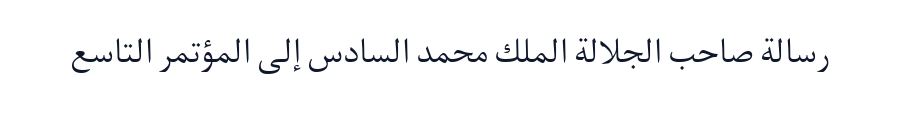 رسالة صاحب الجلالة الملك محمد السادس إلى المؤتمر التاسع